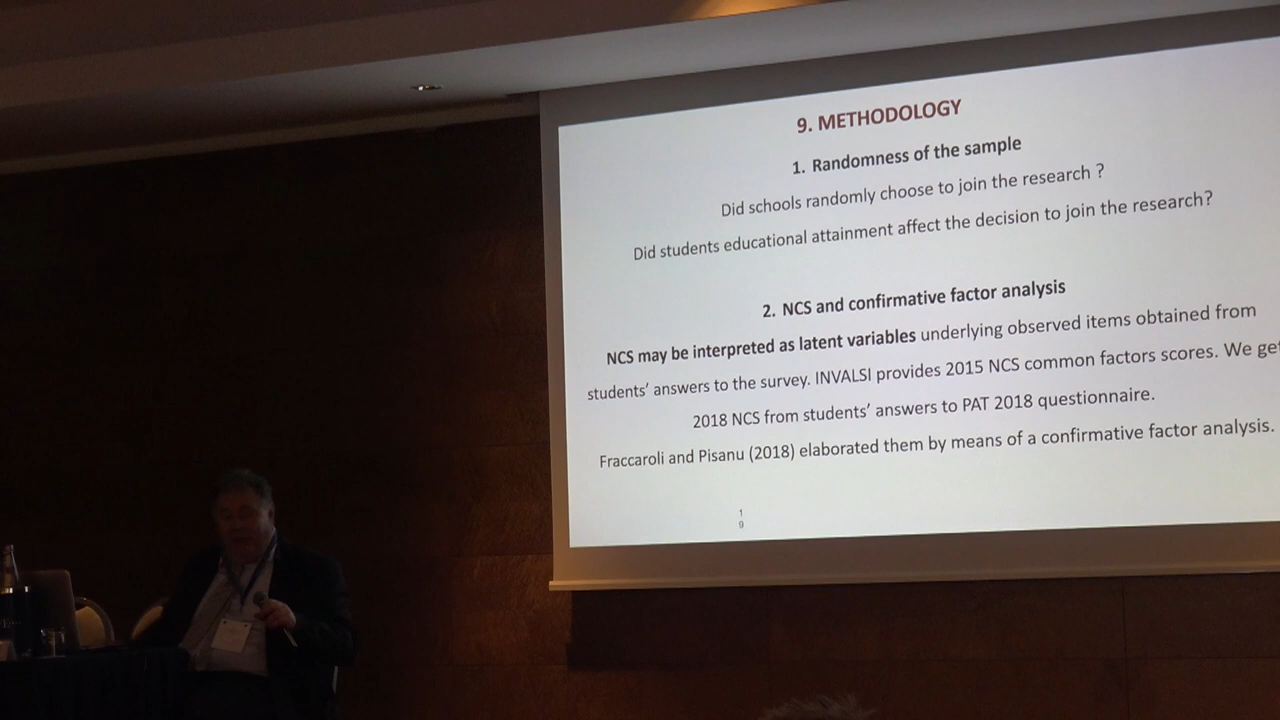 9. METHODOLOGY
1. Randomness of the sample
Did schools randomly choose to join the research ?
Did students educational attainment affect the decision to join the research?
2. NCS and confirmative factor analysis
NCS may be interpreted as latent variables underlying observed items obtained from
students’ answers to the survey. INVALSI provides 2015 NCS common factors scores. We get
2018 NCS from students’ answers to PAT 2018 questionnaire.
Fraccaroli and Pisanu (2018) elaborated them by means of a confirmative factor analysis.
1
9